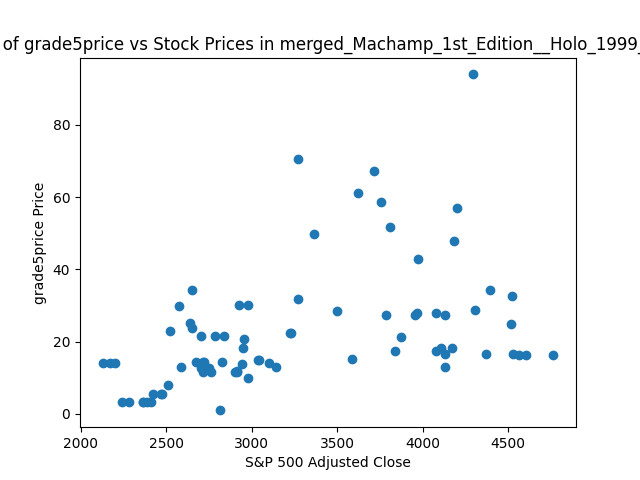 of grade5price vs Stock Prices in merged_Machamp_1st_Edition__Holo_1999_
80
60
40
20
0
grade5price Price
2000 2500 3000 3500 4000 4500
S&P 500 Adjusted Close